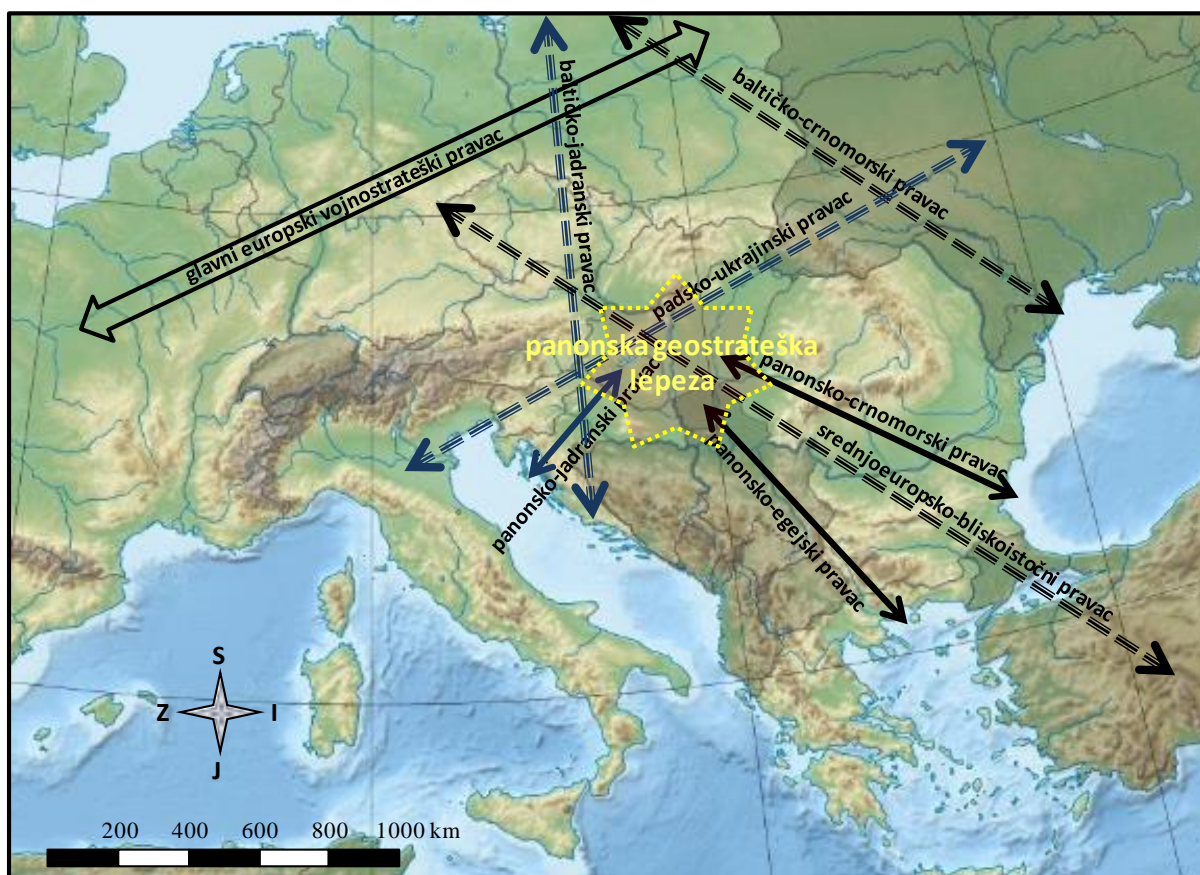 baltičko-crnomorski pravac
baltičko-jadranski pravac
glavni europski vojnostrateški pravac
padsko-ukrajinski pravac
panonska geostrateška
lepeza
panonsko-crnomorski pravac
panonsko-jadranski pravac
srednjoeuropsko-bliskoistočni pravac
panonsko-egejski pravac
S
Z I
J
200 400 600 800 1000 km